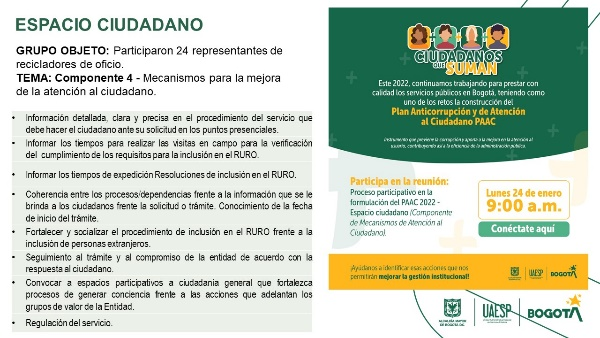 ESPACIO CIUDADANO
GRUPO OBJETO: Participaron 24 representantes de
recicladores de oficio.
TEMA: Componente 4 - Mecanismos para la mejora
de la atención al ciudadano.
• Información detallada, clara y precisa en el procedimiento del servicio que
debe hacer el ciudadano ante su solicitud en los puntos presenciales.
• Informar los tiempos para realizar las visitas en campo para la verificación
del cumplimiento de los requisitos para la inclusión en el RURO.
• Informar los tiempos de expedición Resoluciones de inclusión en el RURO.
• Coherencia entre los procesos/dependencias frente a la información que se le
brinda a los ciudadanos frente la solicitud o trámite. Conocimiento de la fecha
de inicio del trámite.
• Fortalecer y socializar el procedimiento de inclusión en el RURO frente a la
inclusión de personas extranjeros.
• Seguimiento al trámite y al compromiso de la entidad de acuerdo con la
respuesta al ciudadano.
• Convocar a espacios participativos a ciudadanía general que fortalezca
procesos de generar conciencia frente a las acciones que adelantan los
grupos de valor de la Entidad.
• Regulación del servicio.
CIUDADANOS
QUE SUMAN
Este 2022, continuamos trabajando para prestar con
calidad los servicios públicos en Bogotá, teniendo como
uno de los retos la construcción del
Plan Anticorrupción y de Atención
al Ciudadano PAAC
Instrumento que previene la corrupción y aporta a la mejora en la atención al
usuario, contribuyendo así a la eficiencia de la administración pública.
Participa en la reunión:
Proceso participativo en la
formulación del PAAC 2022 -
Espacio ciudadano (Componente
de Mecanismos de Atención al
Ciudadano).
Lunes 24 de enero
9:00 a.m.
Conéctate aquí
¡Ayúdanos a identificar esas acciones que nos
permitirán mejorar la gestión institucional!
UAESP
BOGOTÁ
ALCALDÍA MAYOR
DE BOGOTÁ D.C.
UAESP
BOGOTÁ